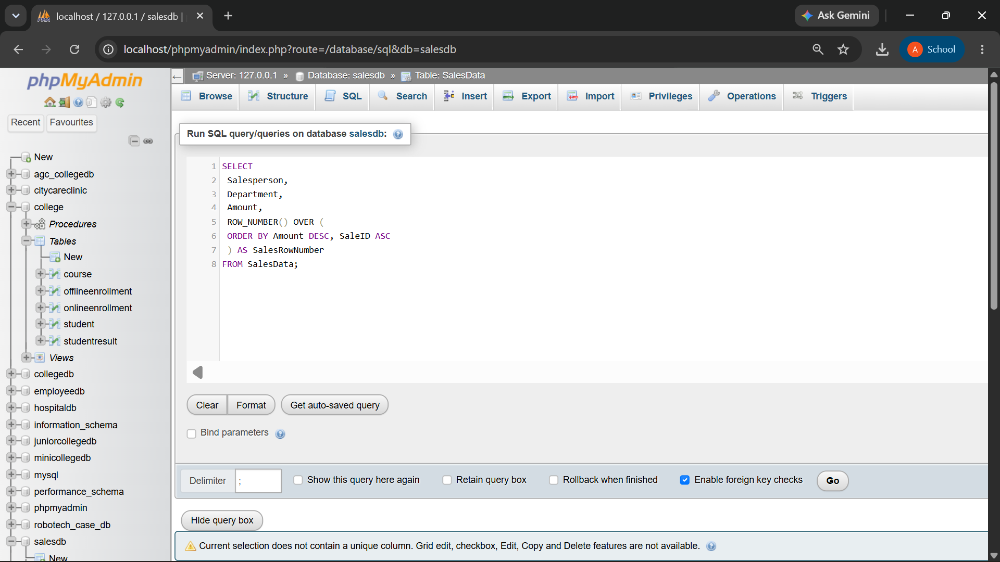 localhost / 127.0.0.1 / salesdb |
Ask Gemini
localhost/phpmyadmin/index.php?route=/database/sql&db=salesdb
A School
phpMyAdmin
Recent Favourites
New
agc_collegedb
citycareclinic
college
Procedures
Tables
New
course
offlineenrollment
onlineenrollment
student
studentresult
Views
collegedb
employeedb
hospitaldb
information_schema
juniorcollegedb
minicollegedb
mysql
performance_schema
phpmyadmin
robotech_case_db
salesdb
New
Server: 127.0.0.1 » Database: salesdb » Table: SalesData
Browse Structure SQL Search Insert Export Import Privileges Operations Triggers
Run SQL query/queries on database salesdb:
1 SELECT
2 Salesperson,
3 Department,
4 Amount,
5 ROW_NUMBER() OVER (
6 ORDER BY Amount DESC, SaleID ASC
7 ) AS SalesRowNumber
8 FROM SalesData;
Clear Format Get auto-saved query
Bind parameters
Delimiter ; Show this query here again Retain query box Rollback when finished Enable foreign key checks Go
Hide query box
Current selection does not contain a unique column. Grid edit, checkbox, Edit, Copy and Delete features are not available.